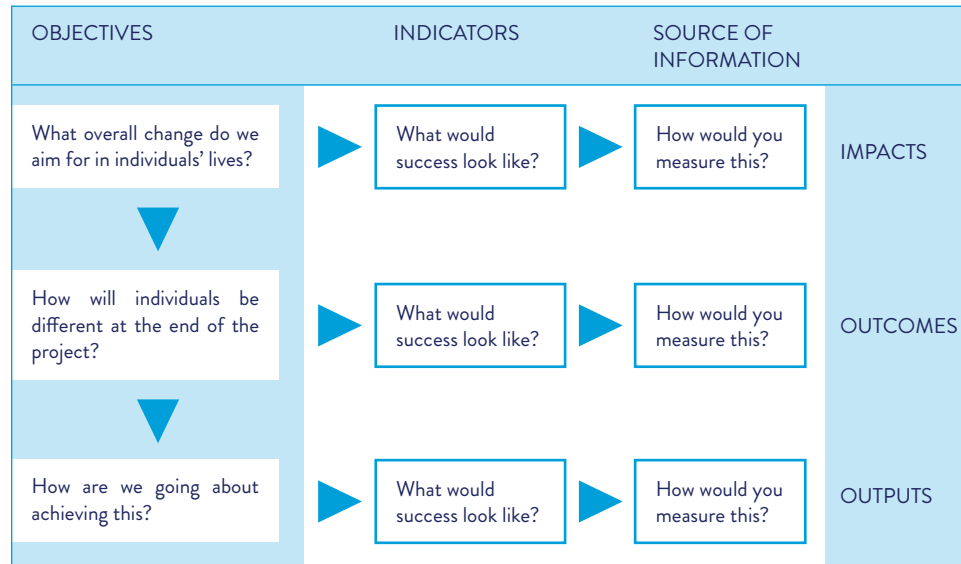 OBJECTIVES
INDICATORS
SOURCE OF
INFORMATION
What overall change do we
aim for in individuals' lives?
What would
success look like?
How would you
measure this?
IMPACTS
How will individuals be
different at the end of the
project?
What would
success look like?
How would you
measure this?
OUTCOMES
How are we going about
achieving this?
What would
success look like?
How would you
measure this?
OUTPUTS